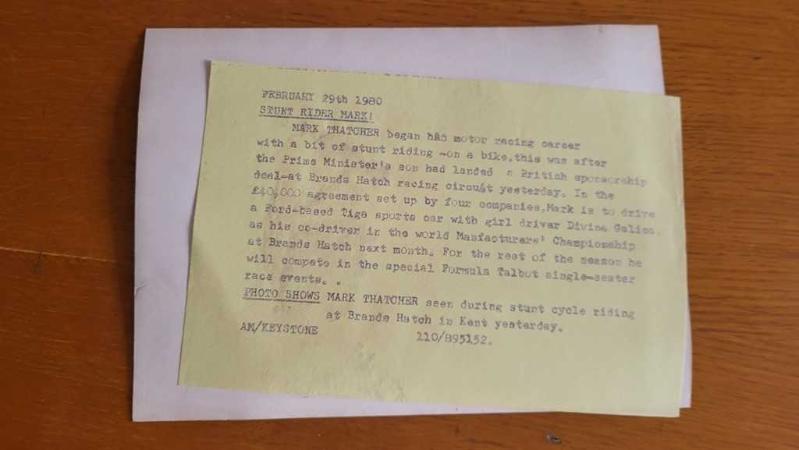 FEBRUARY 29th 1980
STUNT RIDER MARK!
MARK THATCHER began his motor racing career
with a bit of stunt riding -on a bike.this was after
the Prime Minister's son had landed a British sponsorship
deal-at Brands Hatch racing circuit yesterday. In the
£40,000 agreement set up by four companies,Mark is to drive
a Ford-based Tiga sports car with girl driver Divina Galica,
as his co-driver in the world Manfacturers' Championship
at Brands Hatch next month. For the rest of the season he
will compete in the special Formula Talbot single-seater
race events. .
PHOTO SHOWS MARK THATCHER seen during stunt cycle riding
at Brands Hatch in Kent yesterday.
AM/KEYSTONE 110/895152.